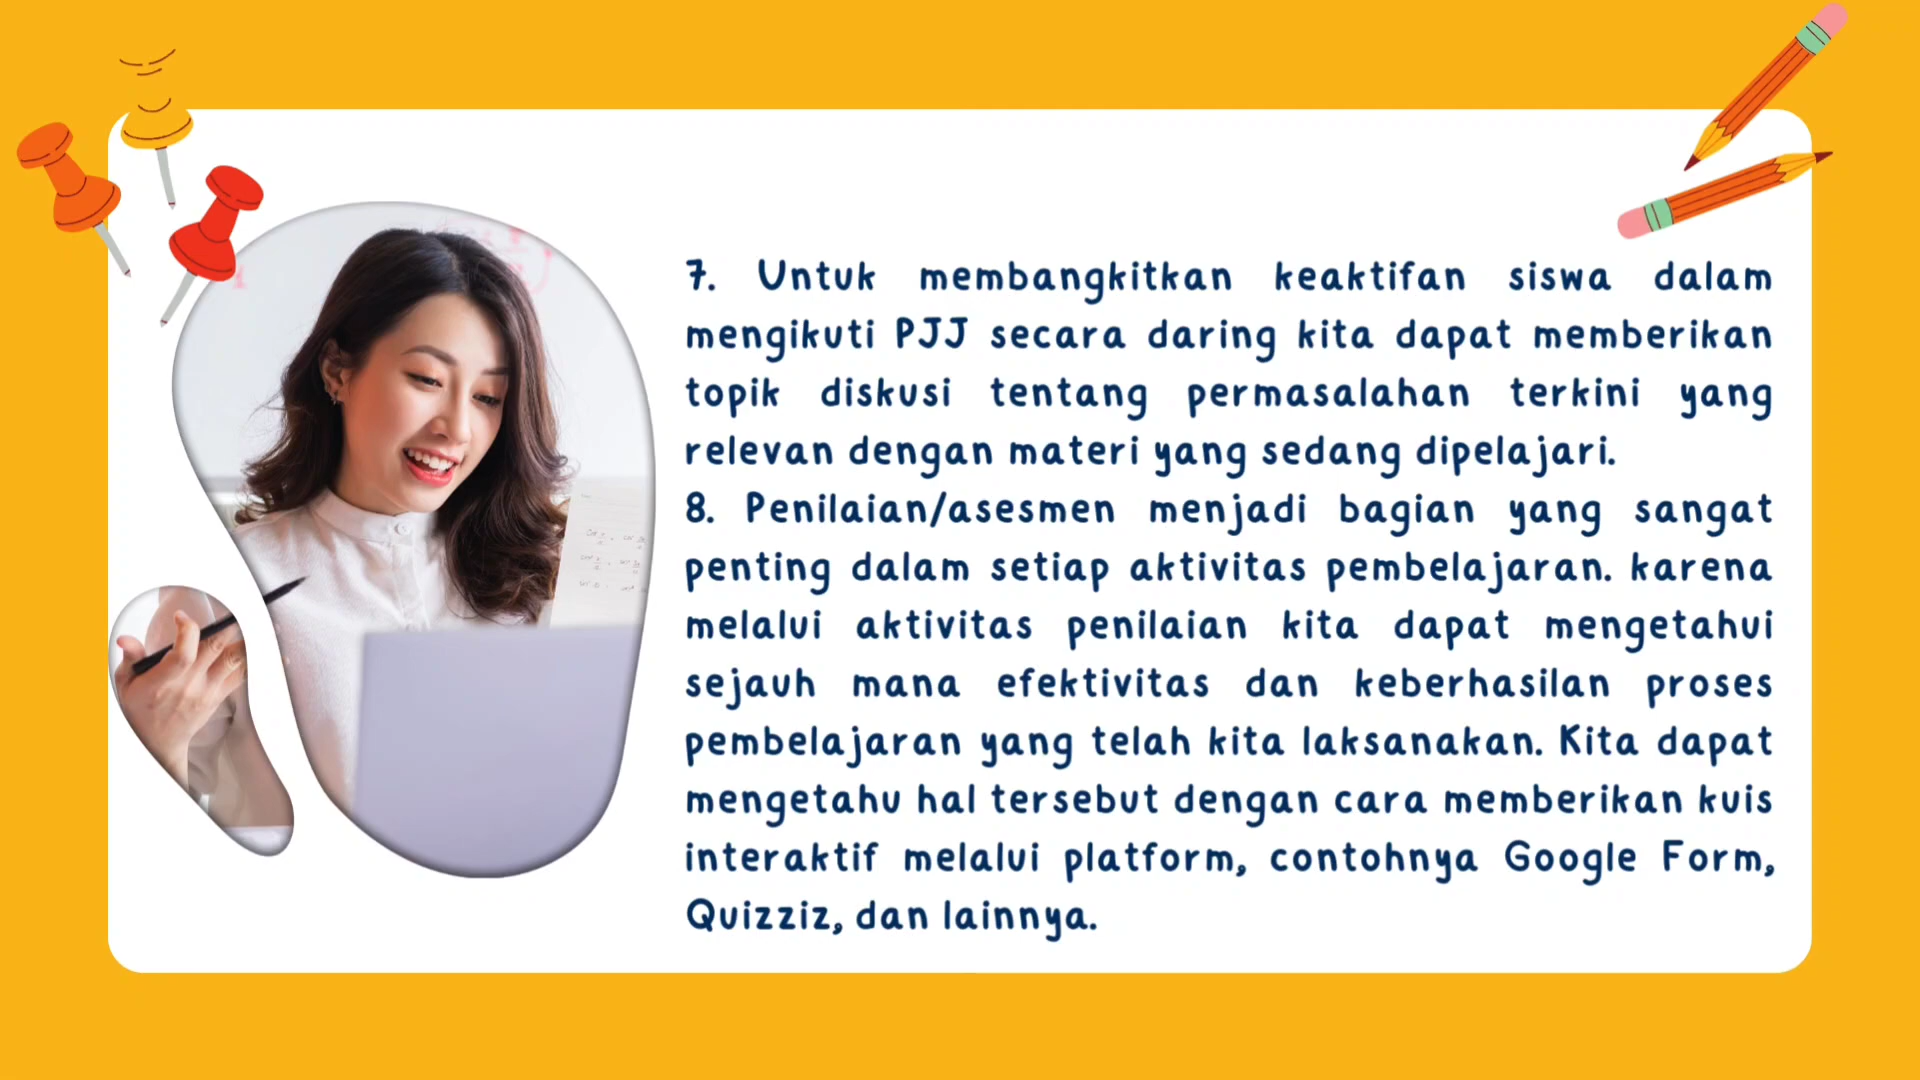 7. Untuk membangkitkan keaktifan siswa dalam
mengikuti PJJ secara daring kita dapat memberikan
topik diskusi tentang permasalahan terkini yang
relevan dengan materi yang sedang dipelajari.
8. Penilaian/asesmen menjadi bagian yang sangat
penting dalam setiap aktivitas pembelajaran. karena
melalui aktivitas penilaian kita dapat mengetahui
sejauh mana efektivitas dan keberhasilan proses
pembelajaran yang telah kita laksanakan. Kita dapat
mengetahu hal tersebut dengan cara memberikan kuis
interaktif melalui platform, contohnya Google Form,
Quizziz, dan lainnya.